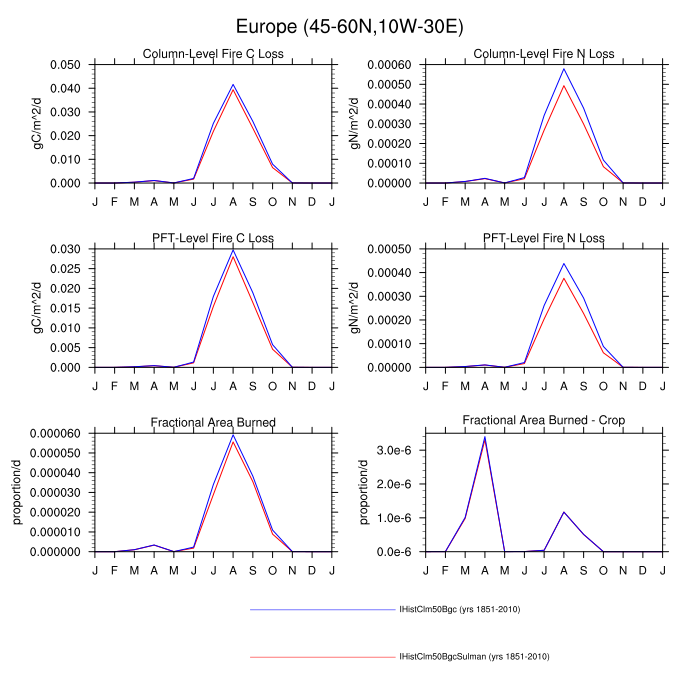 Europe (45-60N,10W-30E)
Column-Level Fire C Loss
gC/m^2/d
0.050
0.040
0.030
0.020
0.010
0.000
J F M A M J J A S O N D J
Column-Level Fire N Loss
gN/m^2/d
0.00060
0.00050
0.00040
0.00030
0.00020
0.00010
0.00000
J F M A M J J A S O N D J
PFT-Level Fire C Loss
gC/m^2/d
0.030
0.025
0.020
0.015
0.010
0.005
0.000
J F M A M J J A S O N D J
PFT-Level Fire N Loss
gN/m^2/d
0.00050
0.00040
0.00030
0.00020
0.00010
0.00000
J F M A M J J A S O N D J
Fractional Area Burned
proportion/d
0.000060
0.000050
0.000040
0.000030
0.000020
0.000010
0.000000
J F M A M J J A S O N D J
Fractional Area Burned - Crop
proportion/d
3.0e-6
2.0e-6
1.0e-6
0.0e-6
J F M A M J J A S O N D J
IHistClm50Bgc (yrs 1851-2010)
IHistClm50BgcSulman (yrs 1851-2010)